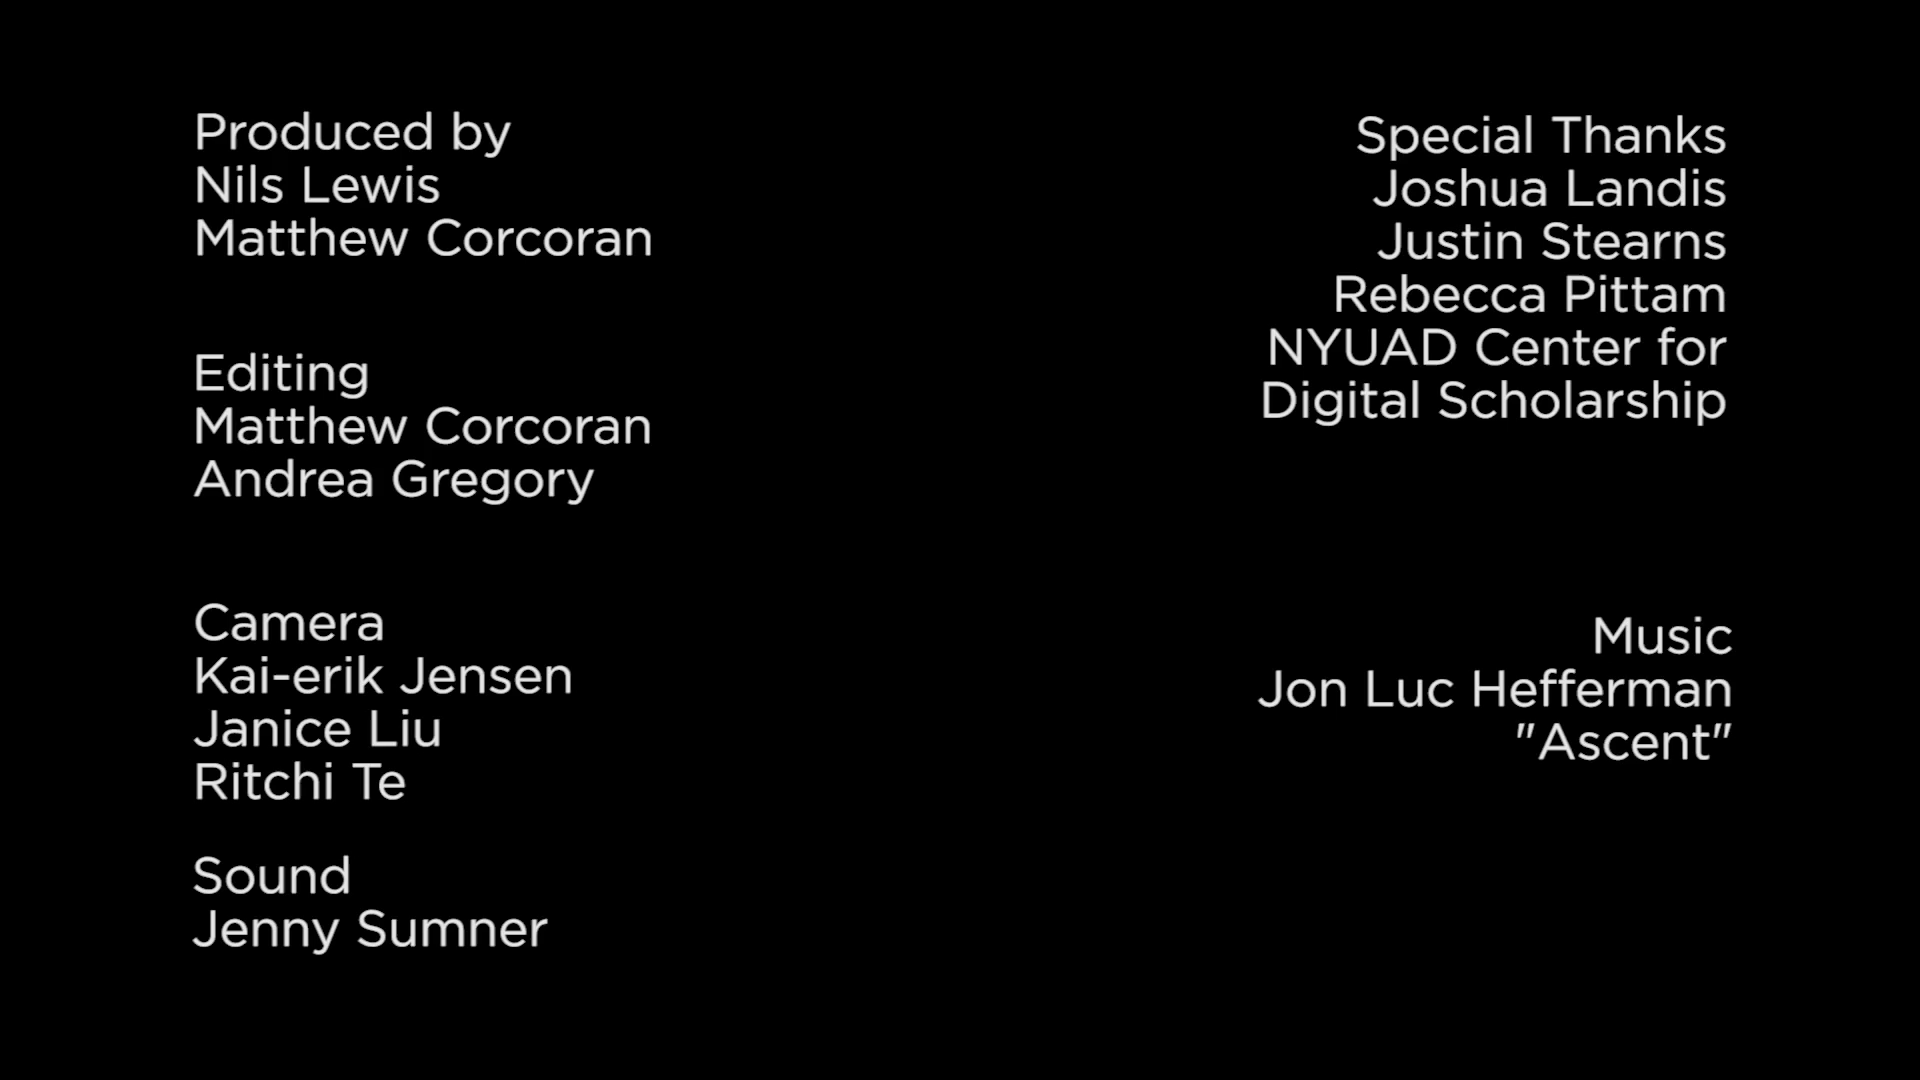 Produced by
Nils Lewis
Matthew Corcoran
Editing
Matthew Corcoran
Andrea Gregory
Camera
Kai-erik Jensen
Janice Liu
Ritchi Te
Sound
Jenny Sumner
Special Thanks
Joshua Landis
Justin Stearns
Rebecca Pittam
NYUAD Center for
Digital Scholarship
Music
Jon Luc Hefferman
"Ascent"